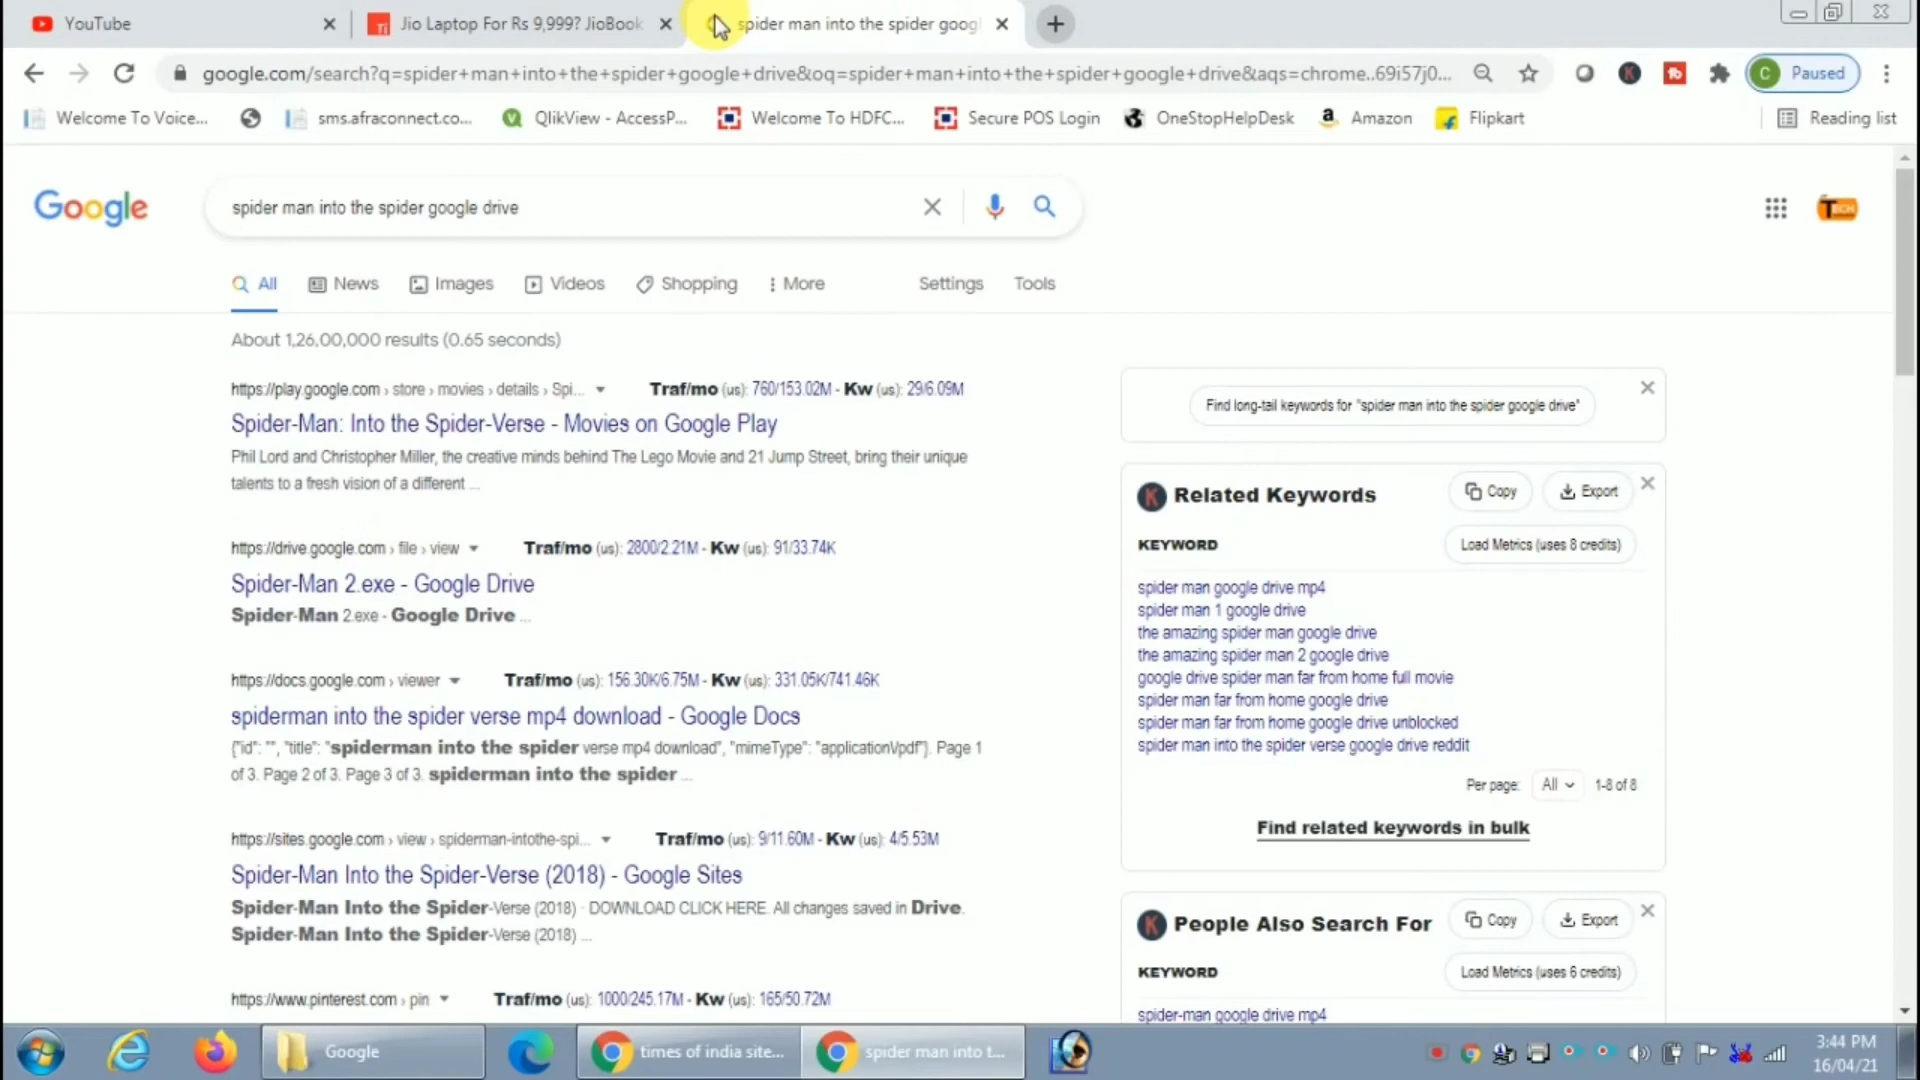 YouTube
Jio Laptop For Rs 9,999? JioBook
spider man into the spider goog
google.com/search?q=spider+man+into+the+spider+google+drive&oq=spider+man+into+the+spider+google+drive&aqs=chrome..69i57j0...
C Paused
Welcome To Voice...
sms.afraconnect.co...
QlikView - AccessP...
Welcome To HDFC...
Secure POS Login
OneStopHelpDesk
Amazon
Flipkart
Reading list
Google
spider man into the spider google drive
TECH
All News Images Videos Shopping More Settings Tools
About 1,26,00,000 results (0.65 seconds)
https://play.google.com › store › movies › details › Spi... Traf/mo (us): 760/153.02M - Kw (us): 29/6.09M
Spider-Man: Into the Spider-Verse - Movies on Google Play
Phil Lord and Christopher Miller, the creative minds behind The Lego Movie and 21 Jump Street, bring their unique
talents to a fresh vision of a different ...
https://drive.google.com › file › view Traf/mo (us): 2800/2.21M - Kw (us): 91/33.74K
Spider-Man 2.exe - Google Drive
Spider-Man 2.exe - Google Drive ...
https://docs.google.com › viewer Traf/mo (us): 156.30K/6.75M - Kw (us): 331.05K/741.46K
spiderman into the spider verse mp4 download - Google Docs
{"id": "", "title": "spiderman into the spider verse mp4 download", "mimeType": "application\/pdf"}. Page 1
of 3. Page 2 of 3. Page 3 of 3. spiderman into the spider ...
https://sites.google.com › view › spiderman-intothe-spi... Traf/mo (us): 9/11.60M - Kw (us): 4/5.53M
Spider-Man Into the Spider-Verse (2018) - Google Sites
Spider-Man Into the Spider-Verse (2018) · DOWNLOAD CLICK HERE. All changes saved in Drive.
Spider-Man Into the Spider-Verse (2018) ...
https://www.pinterest.com › pin Traf/mo (us): 1000/245.17M - Kw (us): 165/50.72M
Find long-tail keywords for "spider man into the spider google drive"
K Related Keywords Copy Export
KEYWORD Load Metrics (uses 8 credits)
spider man google drive mp4
spider man 1 google drive
the amazing spider man google drive
the amazing spider man 2 google drive
google drive spider man far from home full movie
spider man far from home google drive
spider man far from home google drive unblocked
spider man into the spider verse google drive reddit
Per page: All 1-8 of 8
Find related keywords in bulk
K People Also Search For Copy Export
KEYWORD Load Metrics (uses 6 credits)
spider-man google drive mp4
Google
times of india site...
spider man into t...
3:44 PM
16/04/21